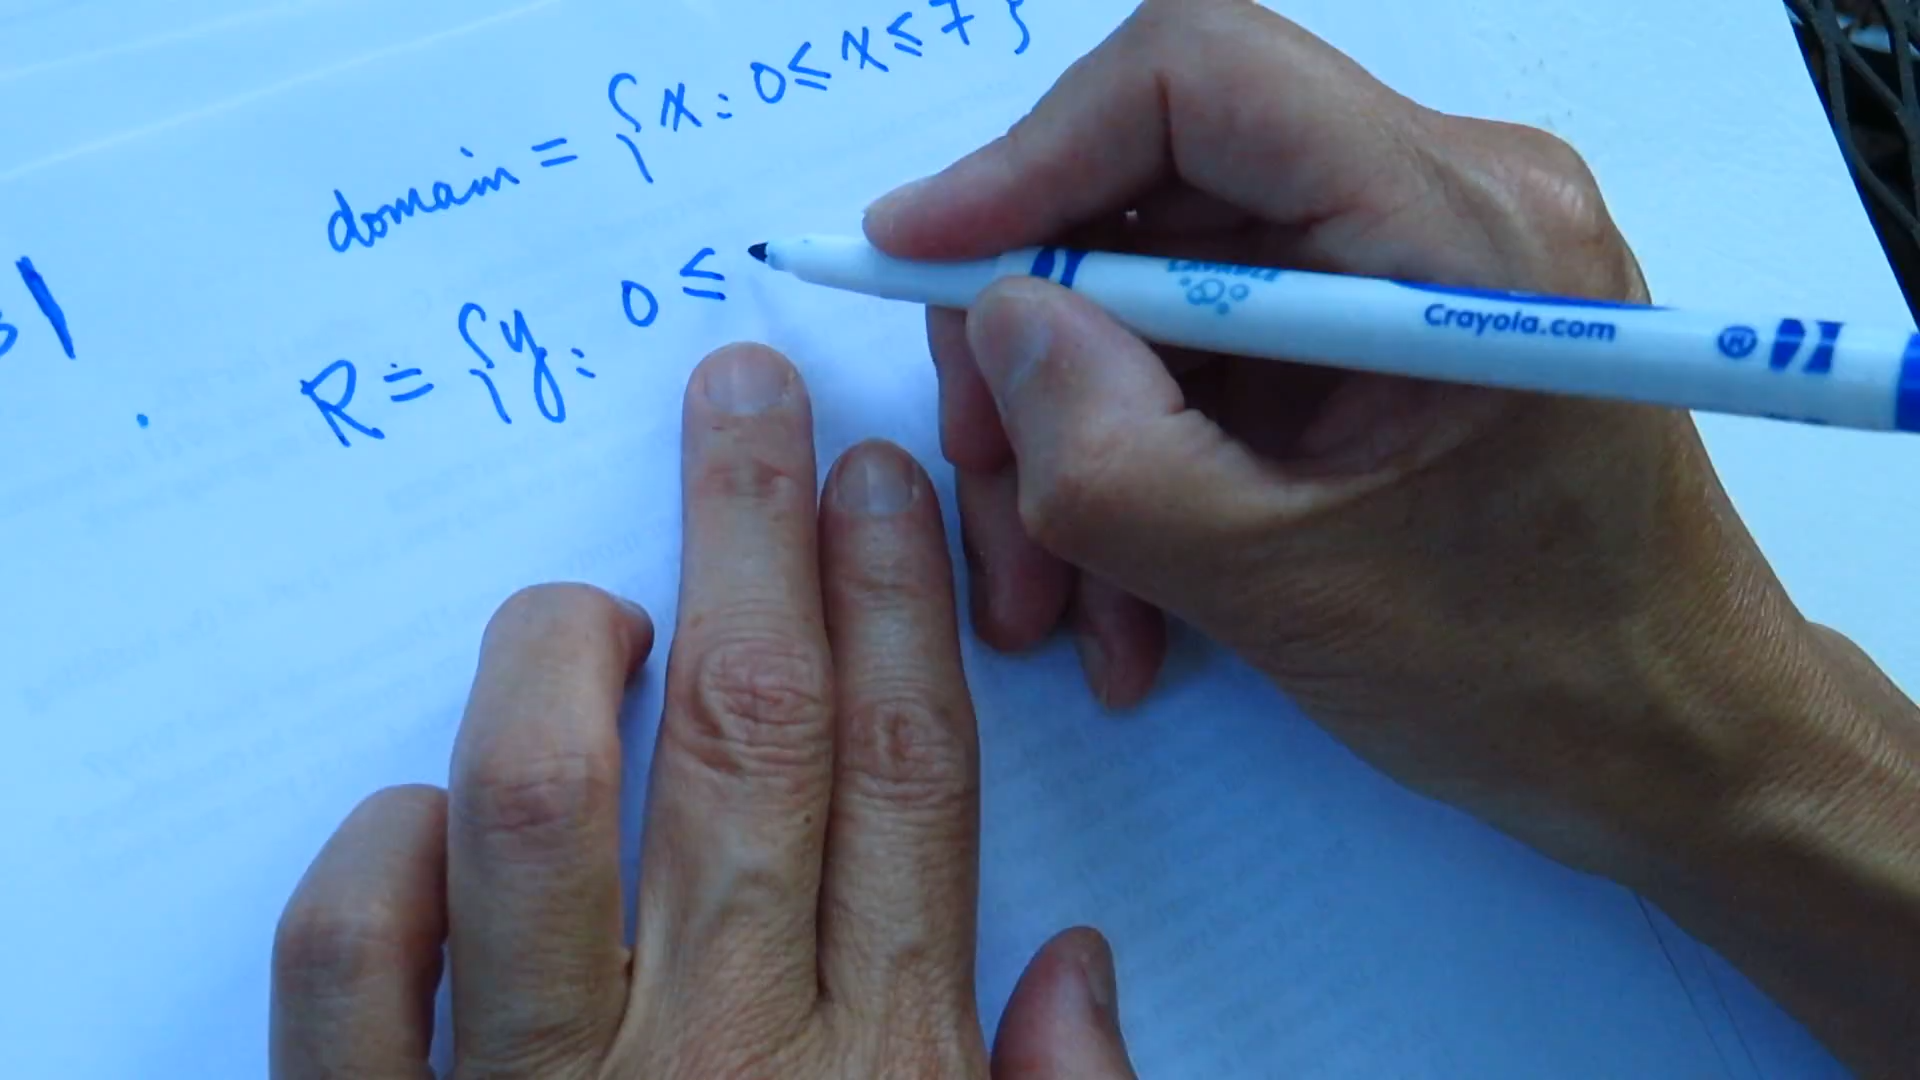 domain = {x: 0 ≤ x ≤ 7}
R = {y: 0 ≤
Crayola.com